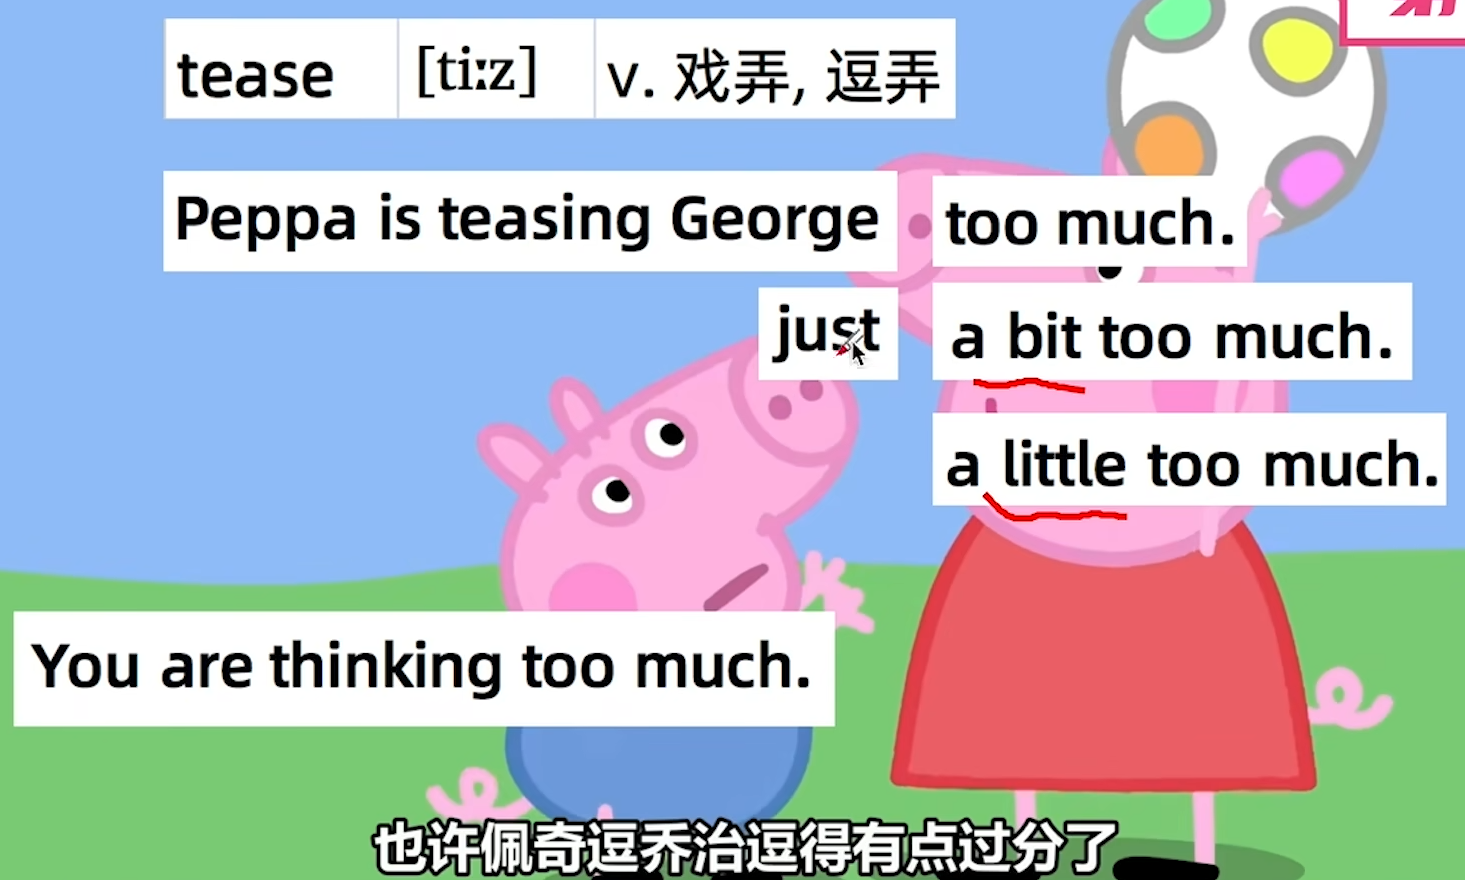 tease [ti:z] v. 戏弄, 逗弄
Peppa is teasing George too much.
just a bit too much.
a little too much.
You are thinking too much.
也许佩奇逗乔治逗得有点过分了